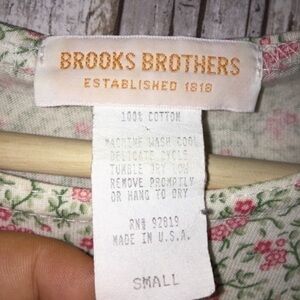 BROOKS BROTHERS
ESTABLISHED 1818
100% COTTON
MACHINE WASH COOL
DELICATE CYCLE
TUMBLE DRY LOW
REMOVE PROMPTLY
OR HANG TO DRY
RN# 92819
MADE IN U.S.A.
SMALL